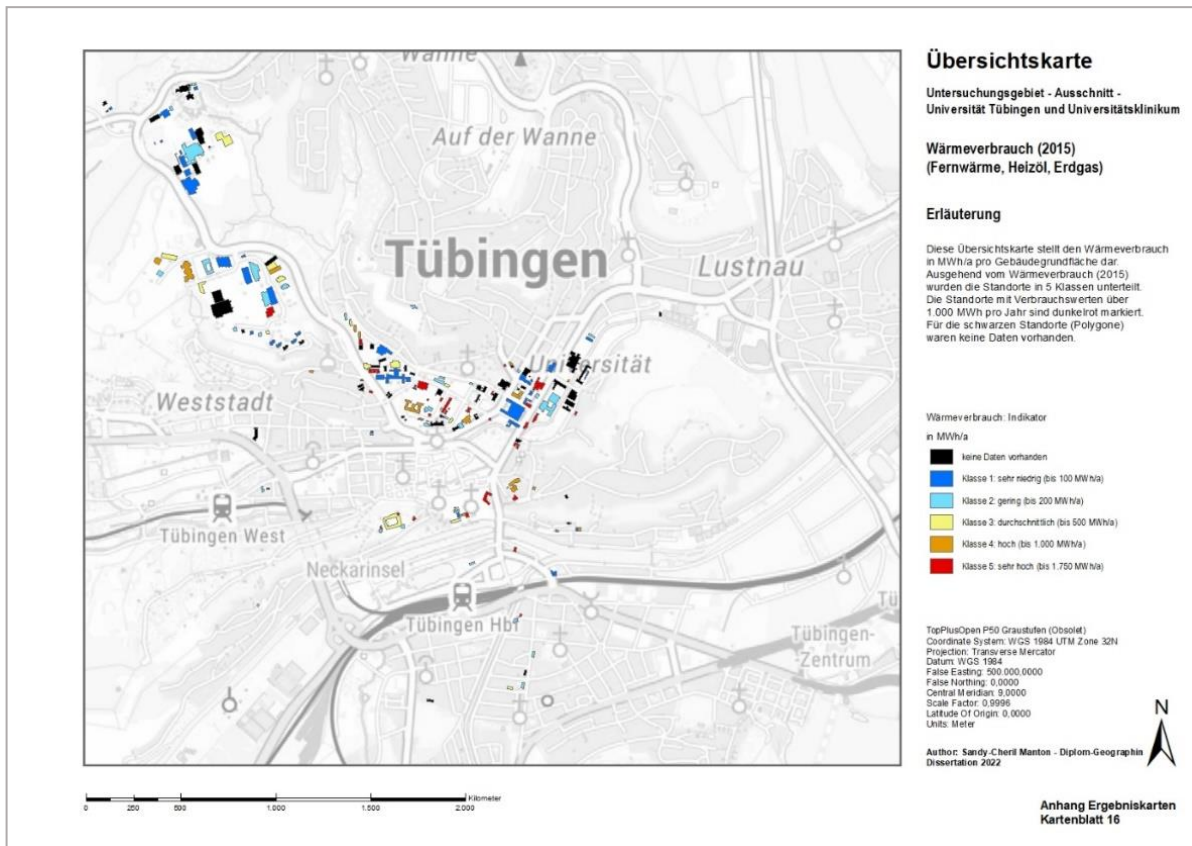 Übersichtskarte
Untersuchungsgebiet - Ausschnitt -
Universität Tübingen und Universitätsklinikum
Wärmeverbrauch (2015)
(Fernwärme, Heizöl, Erdgas)
Erläuterung
Diese Übersichtskarte stellt den Wärmeverbrauch
in MWh/a pro Gebäudegrundfläche dar.
Ausgehend vom Wärmeverbrauch (2015)
wurden die Standorte in 5 Klassen unterteilt.
Die Standorte mit Verbrauchswerten über
1.000 MWh pro Jahr sind dunkelrot markiert.
Für die schwarzen Standorte (Polygone)
waren keine Daten vorhanden.
Wärmeverbrauch: Indikator
in MWh/a
keine Daten vorhanden
Klasse 1: sehr niedrig (bis 100 MWh/a)
Klasse 2: gering (bis 200 MWh/a)
Klasse 3: durchschnittlich (bis 500 MWh/a)
Klasse 4: hoch (bis 1.000 MWh/a)
Klasse 5: sehr hoch (bis 1.750 MWh/a)
TopPlusOpen P50 Graustufen (Obsolet)
Coordinate System: WGS 1984 UTM Zone 32N
Projection: Transverse Mercator
Datum: WGS 1984
False Easting: 500.000,0000
False Northing: 0,0000
Central Meridian: 9,0000
Scale Factor: 0,9996
Latitude Of Origin: 0,0000
Units: Meter
N
Author: Sandy-Cheril Manton - Diplom-Geographin
Dissertation 2022
Anhang Ergebniskarten
Kartenblatt 16
Wanne
Auf der Wanne
Tübingen
Lustnau
Universität
Weststadt
Tübingen West
Neckarinsel
Tübingen Hbf
Tübingen-
Zentrum
Tü
0 250 500 1.000 1.500 2.000
Kilometer